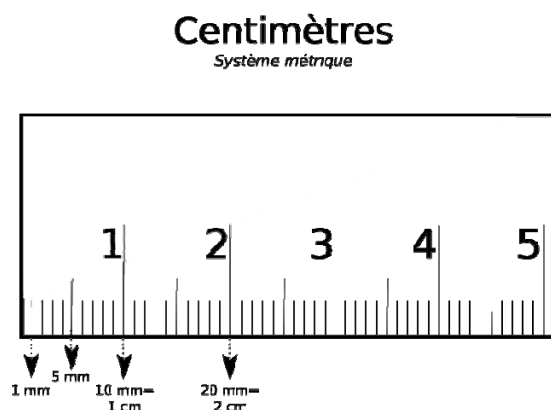 Centimètres
Système métrique
1 2 3 4 5
1 mm 5 mm 10 mm= 20 mm=
1 cm 2 cm